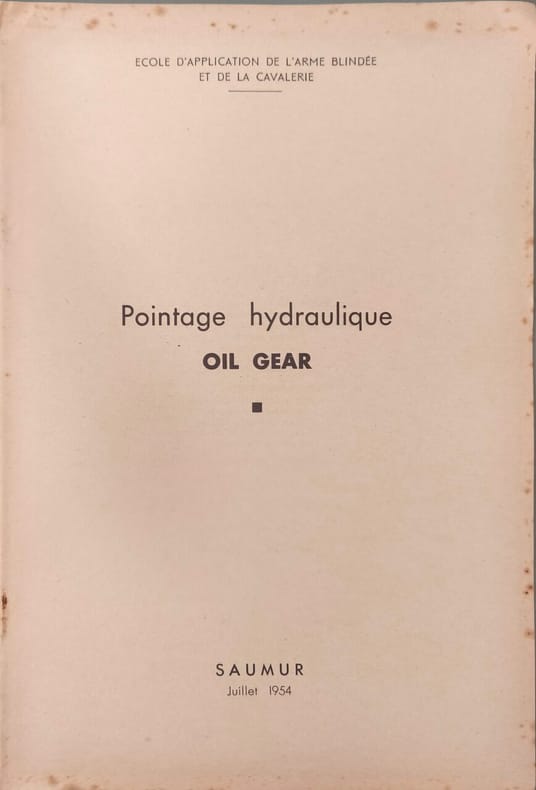 ECOLE D'APPLICATION DE L'ARME BLINDÉE
ET DE LA CAVALERIE
Pointage hydraulique
OIL GEAR
SAUMUR
Juillet 1954